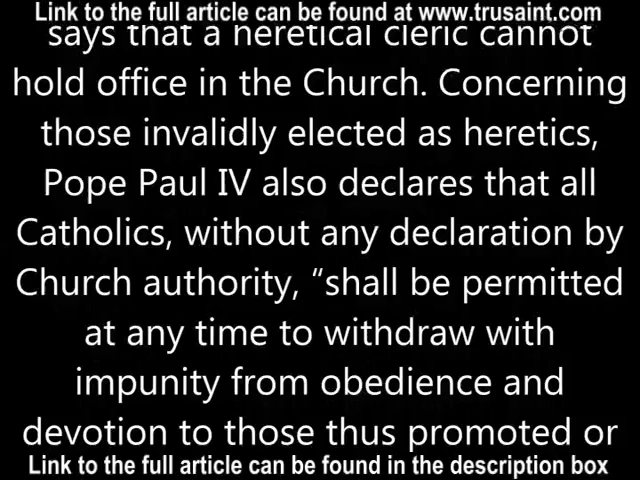 Link to the full article can be found at www.trusaint.com
says that a heretical cleric cannot
hold office in the Church. Concerning
those invalidly elected as heretics,
Pope Paul IV also declares that all
Catholics, without any declaration by
Church authority, “shall be permitted
at any time to withdraw with
impunity from obedience and
devotion to those thus promoted or
Link to the full article can be found in the description box